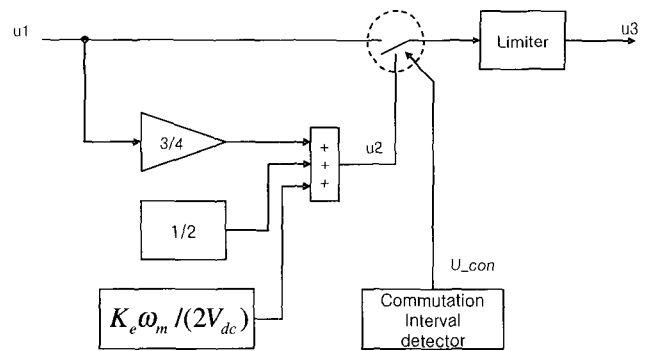 u1
Limiter
u3
3/4
+
+
+
u2
1/2
U_con
K_e ω_m /(2V_dc)
Commutation
Interval
detector